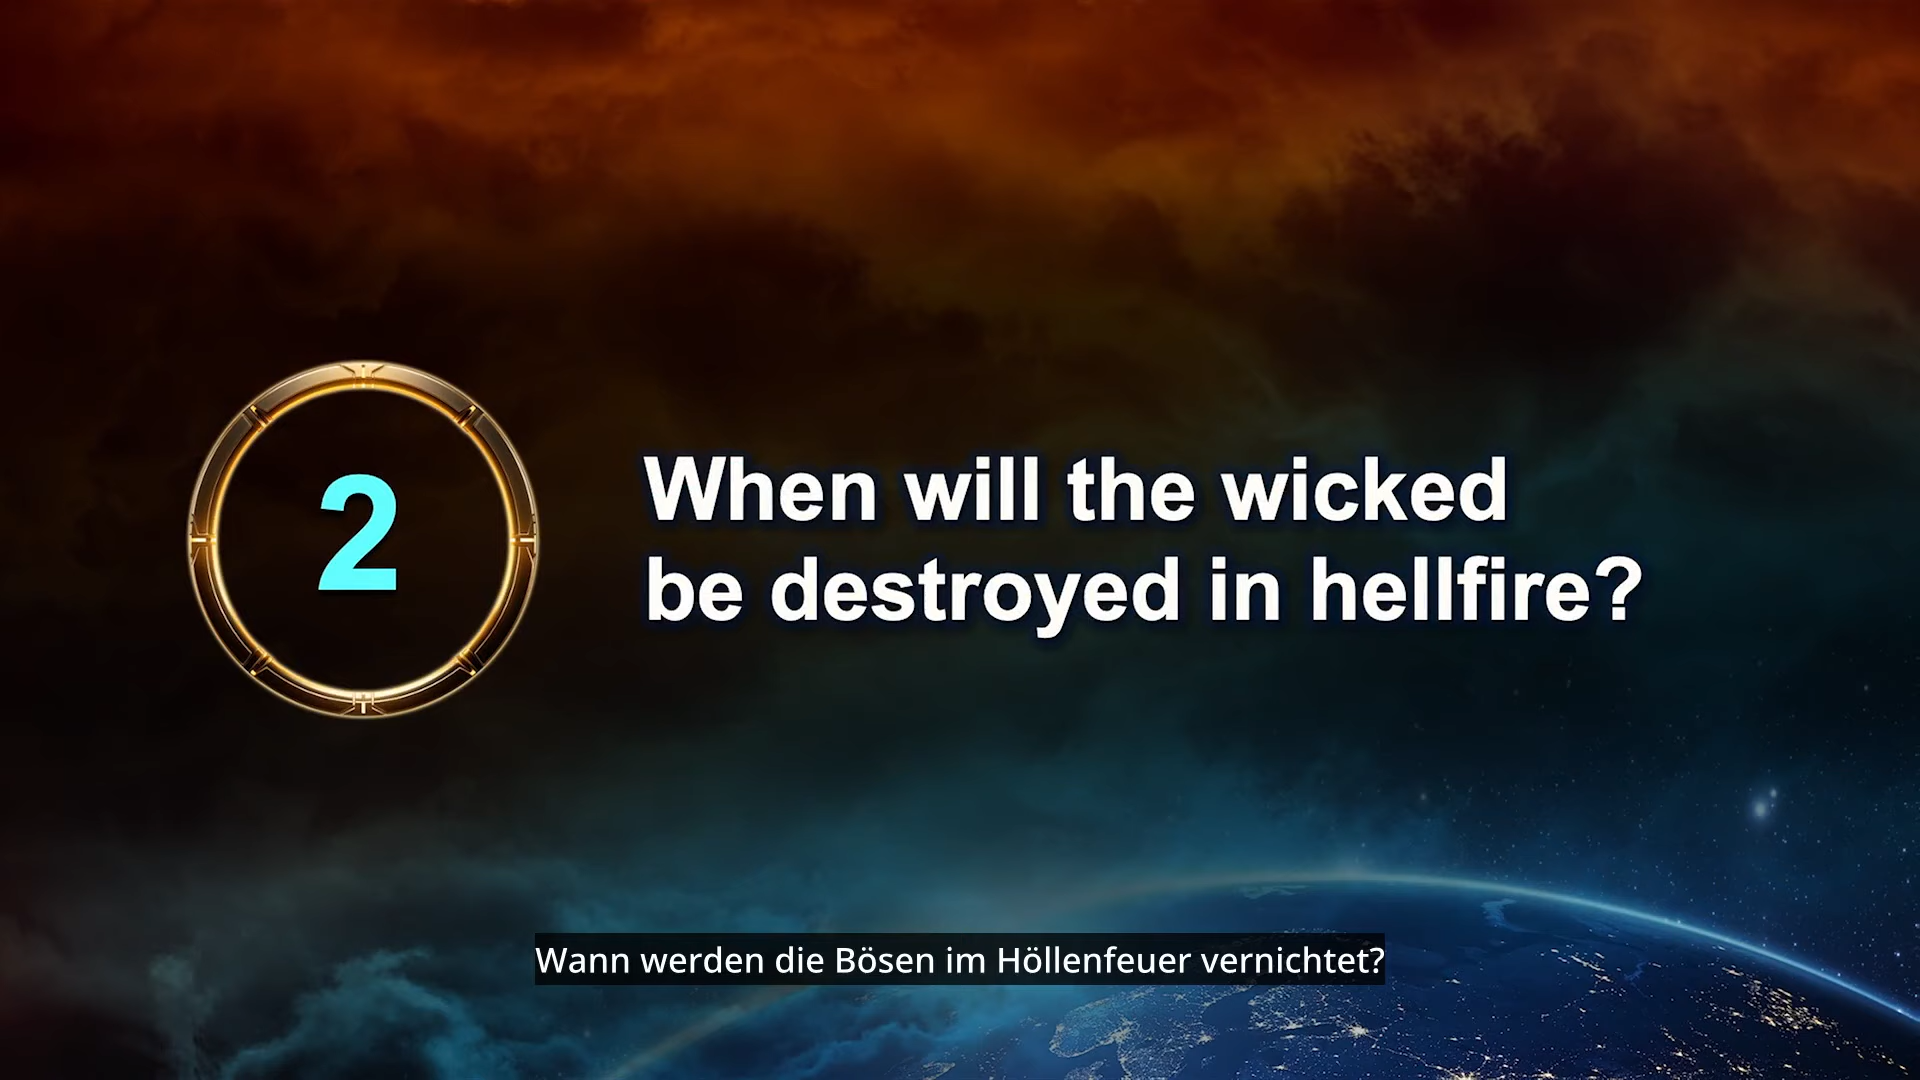 2
When will the wicked
be destroyed in hellfire?
Wann werden die Bösen im Höllenfeuer vernichtet?